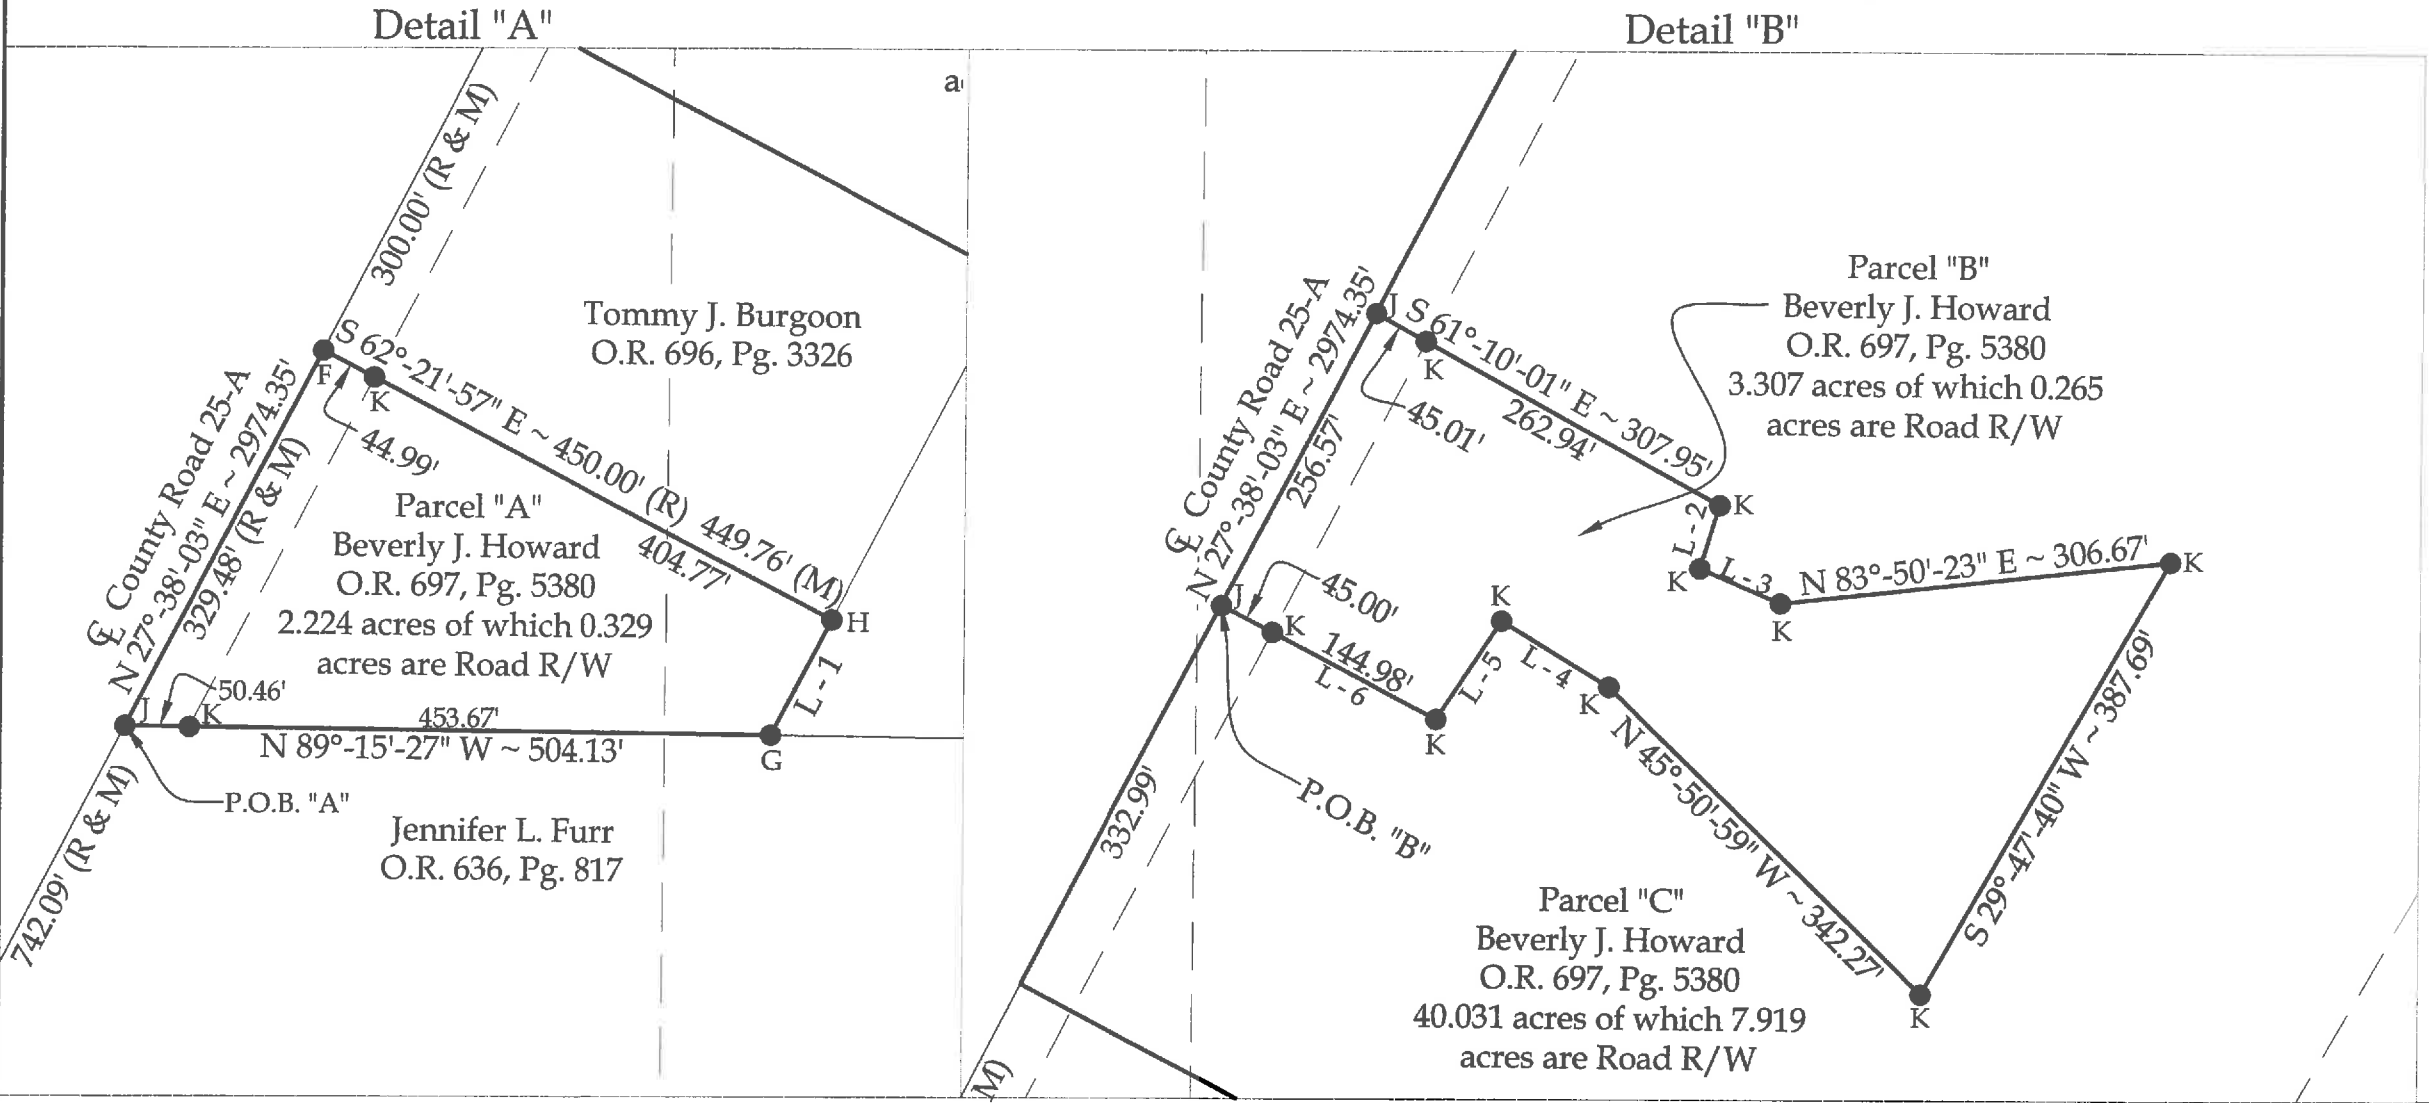 Detail "A"
300.00' (R & M)
Tommy J. Burgoon
O.R. 696, Pg. 3326
℄ County Road 25-A
N 27°-38'-03" E ~ 2974.35'
329.48' (R & M)
F
K
S 62°-21'-57" E ~ 450.00' (R) 449.76' (M)
44.99'
404.77'
Parcel "A"
Beverly J. Howard
O.R. 697, Pg. 5380
2.224 acres of which 0.329
acres are Road R/W
H
L - 1
50.46'
J
K
453.67'
N 89°-15'-27" W ~ 504.13'
G
P.O.B. "A"
Jennifer L. Furr
O.R. 636, Pg. 817
742.09' (R & M)
Detail "B"
℄ County Road 25-A
N 27°-38'-03" E ~ 2974.35'
256.57'
J
S 61°-10'-01" E ~ 307.95'
K
45.01'
262.94'
Parcel "B"
Beverly J. Howard
O.R. 697, Pg. 5380
3.307 acres of which 0.265
acres are Road R/W
K
L - 2
K
L - 3
K
N 83°-50'-23" E ~ 306.67'
K
J
45.00'
K
144.98'
L - 6
K
L - 5
K
L - 4
K
N 45°-50'-59" W ~ 342.27'
S 29°-47'-40" W ~ 387.69'
K
P.O.B. "B"
332.99'
Parcel "C"
Beverly J. Howard
O.R. 697, Pg. 5380
40.031 acres of which 7.919
acres are Road R/W
M)